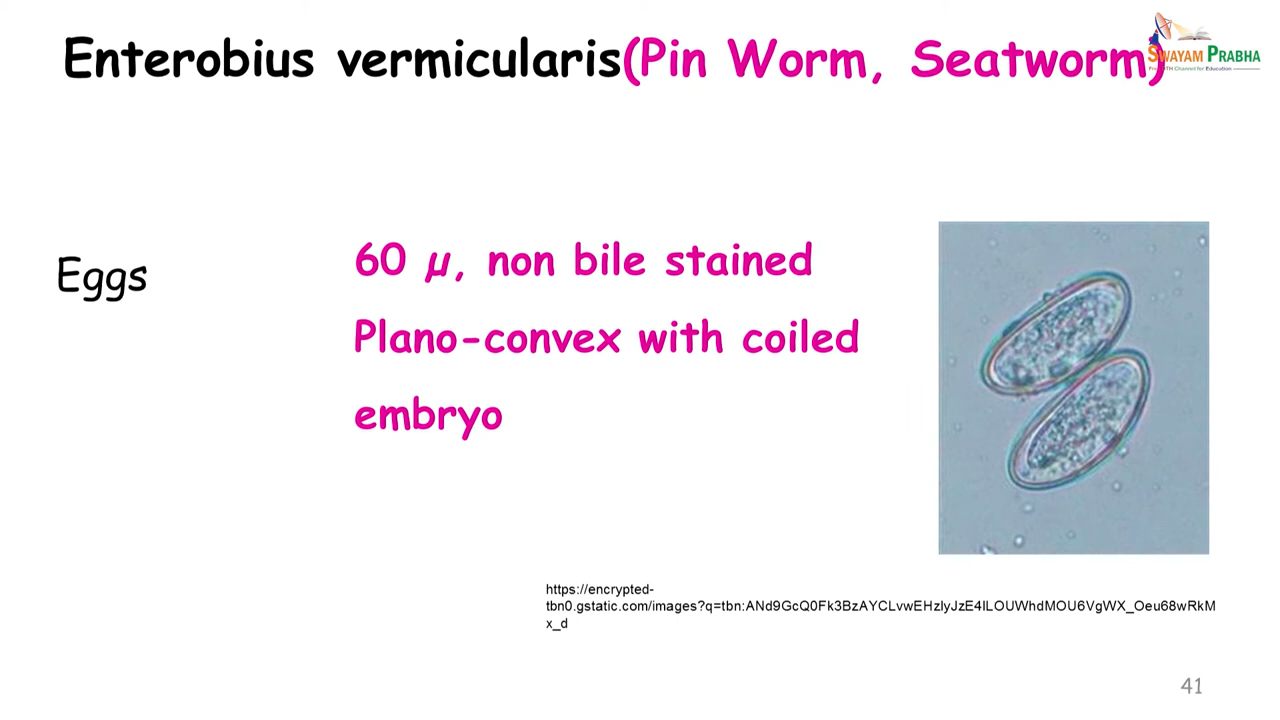 Enterobius vermicularis(Pin Worm, Seatworm)
SWAYAM PRABHA
Eggs
60 µ, non bile stained
Plano-convex with coiled
embryo
https://encrypted-
tbn0.gstatic.com/images?q=tbn:ANd9GcQ0Fk3BzAYCLvwEHzlyJzE4lLOUWhdMOU6VgWX_Oeu68wRkM
x_d
41